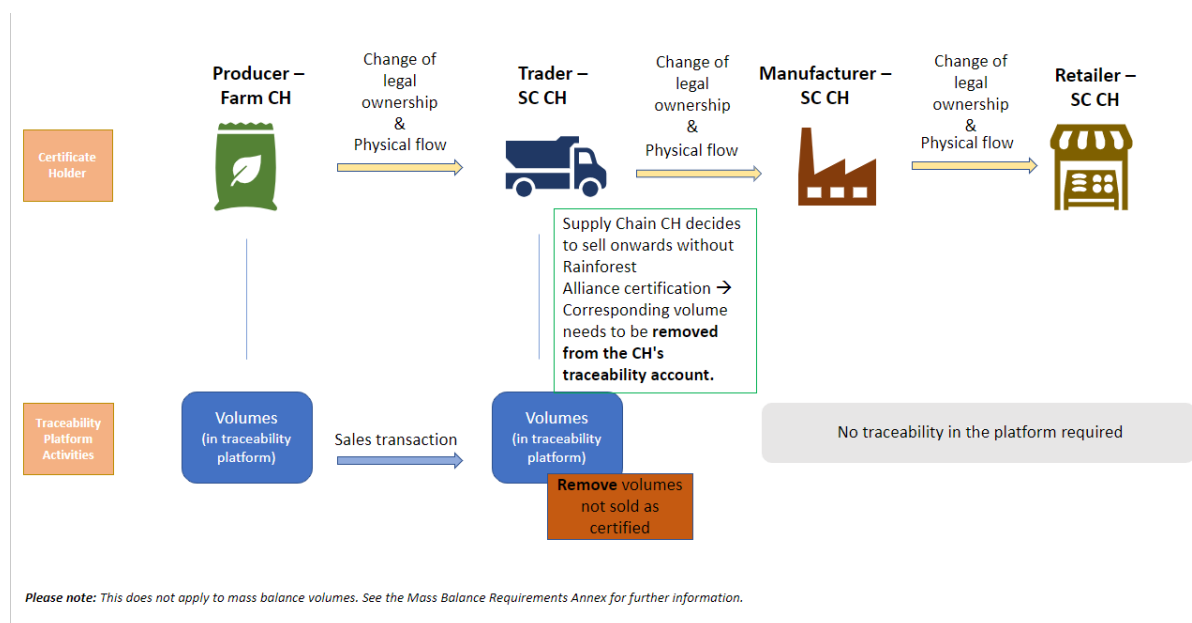 Producer –
Farm CH
Change of
legal
ownership
&
Physical flow
Trader –
SC CH
Change of
legal
ownership
&
Physical flow
Manufacturer –
SC CH
Change of
legal
ownership
&
Physical flow
Retailer –
SC CH
Certificate
Holder
Supply Chain CH decides
to sell onwards without
Rainforest
Alliance certification →
Corresponding volume
needs to be removed
from the CH's
traceability account.
Traceability
Platform
Activities
Volumes
(in traceability
platform)
Sales transaction
Volumes
(in traceability
platform)
Remove volumes
not sold as
certified
No traceability in the platform required
Please note: This does not apply to mass balance volumes. See the Mass Balance Requirements Annex for further information.